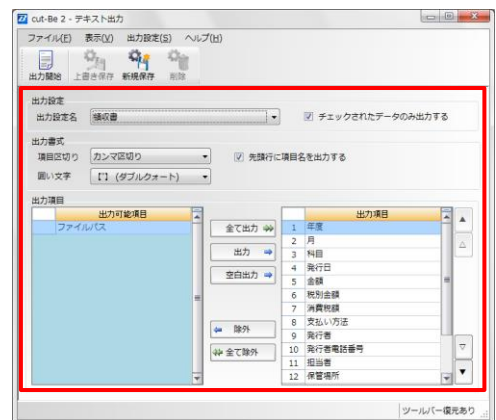 cut-Be 2 - テキスト出力
ファイル(F) 表示(V) 出力設定(S) ヘルプ(H)
出力開始 上書き保存 新規保存 削除
出力設定
出力設定名 領収書 チェックされたデータのみ出力する
出力書式
項目区切り カンマ区切り 先頭行に項目名を出力する
囲い文字 【"】 (ダブルクォート)
出力項目
出力可能項目
ファイルパス
全て出力
出力
空白出力
除外
全て除外
出力項目
1 年度
2 月
3 科目
4 発行日
5 金額
6 税別金額
7 消費税額
8 支払い方法
9 発行者
10 発行者電話番号
11 担当者
12 保管場所
ツールバー復元あり